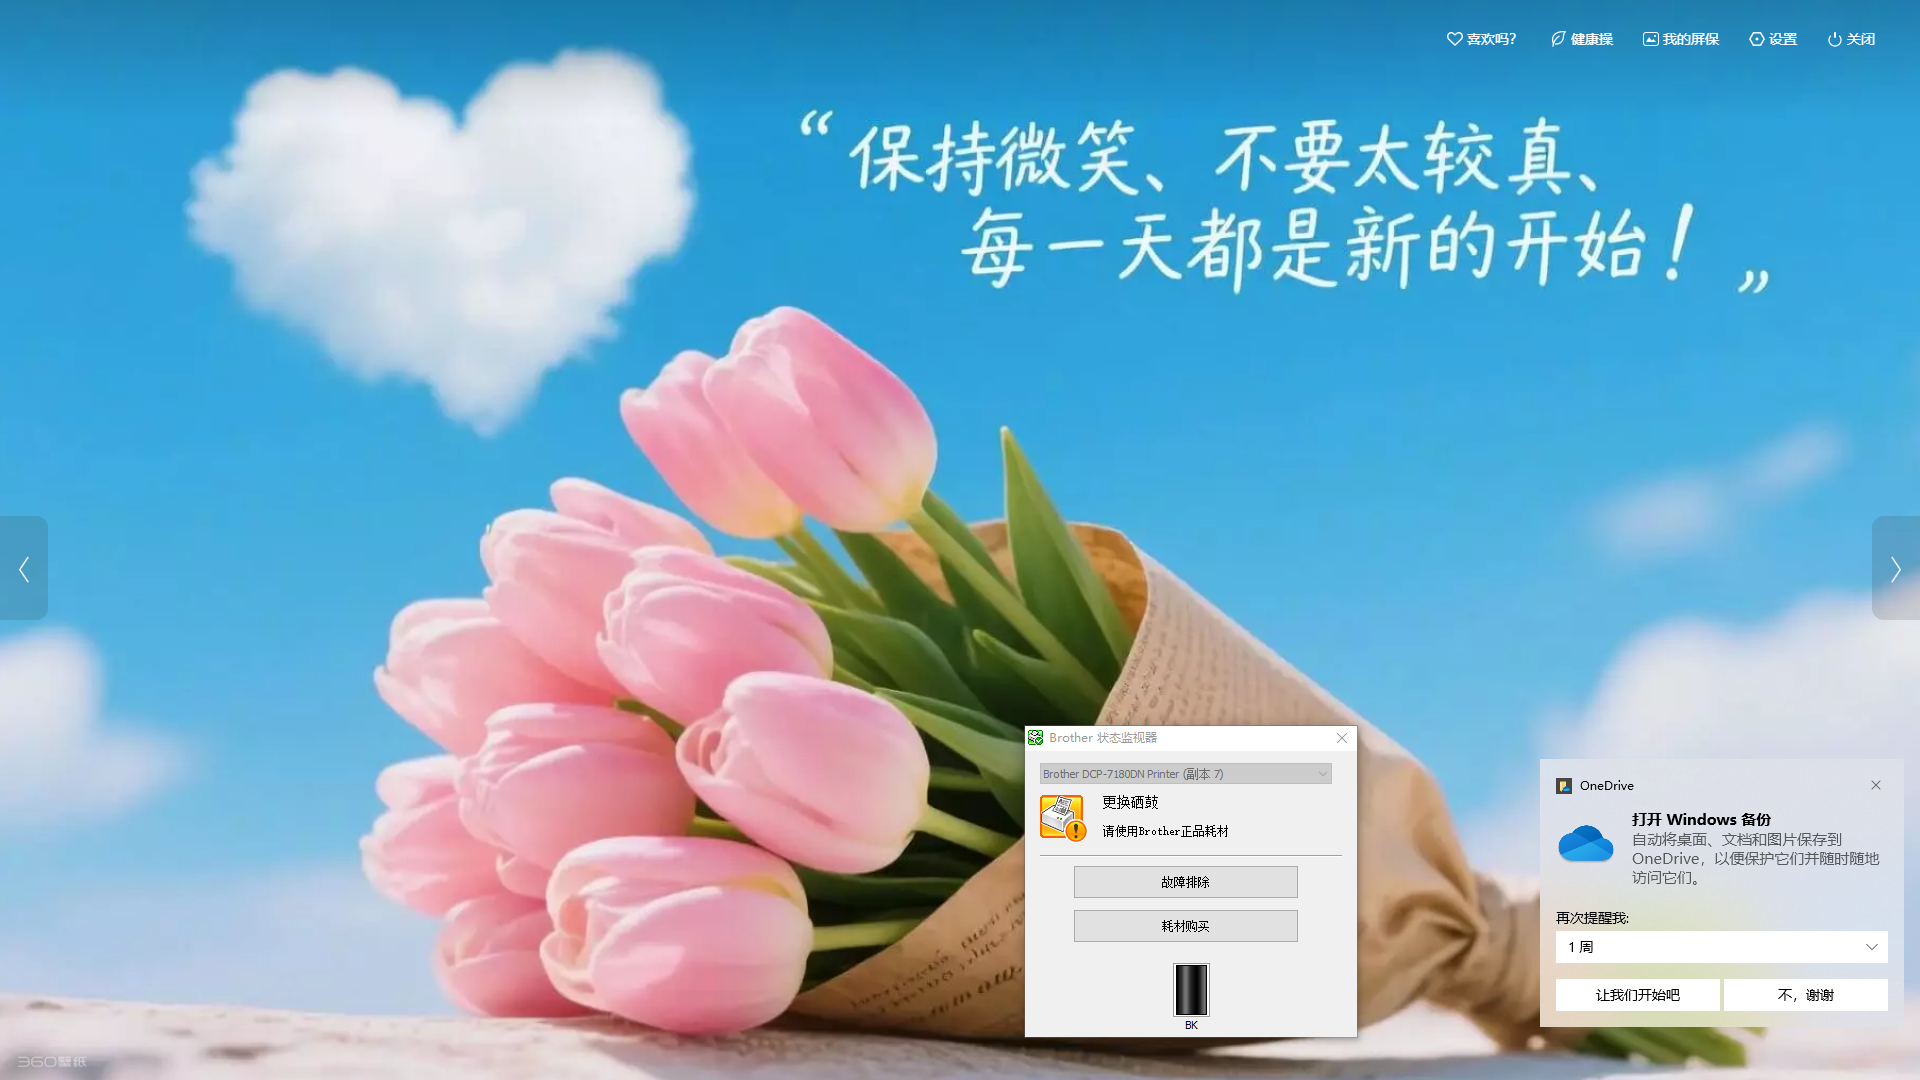 喜欢吗?
健康操
我的屏保
设置
关闭
“保持微笑、不要太较真、
每一天都是新的开始！”
Brother 状态监视器
Brother DCP-7180DN Printer (副本 7)
更换硒鼓
请使用Brother正品耗材
故障排除
耗材购买
BK
OneDrive
打开 Windows 备份
自动将桌面、文档和图片保存到
OneDrive，以便保护它们并随时随地
访问它们。
再次提醒我:
1 周
让我们开始吧
不，谢谢
360壁纸